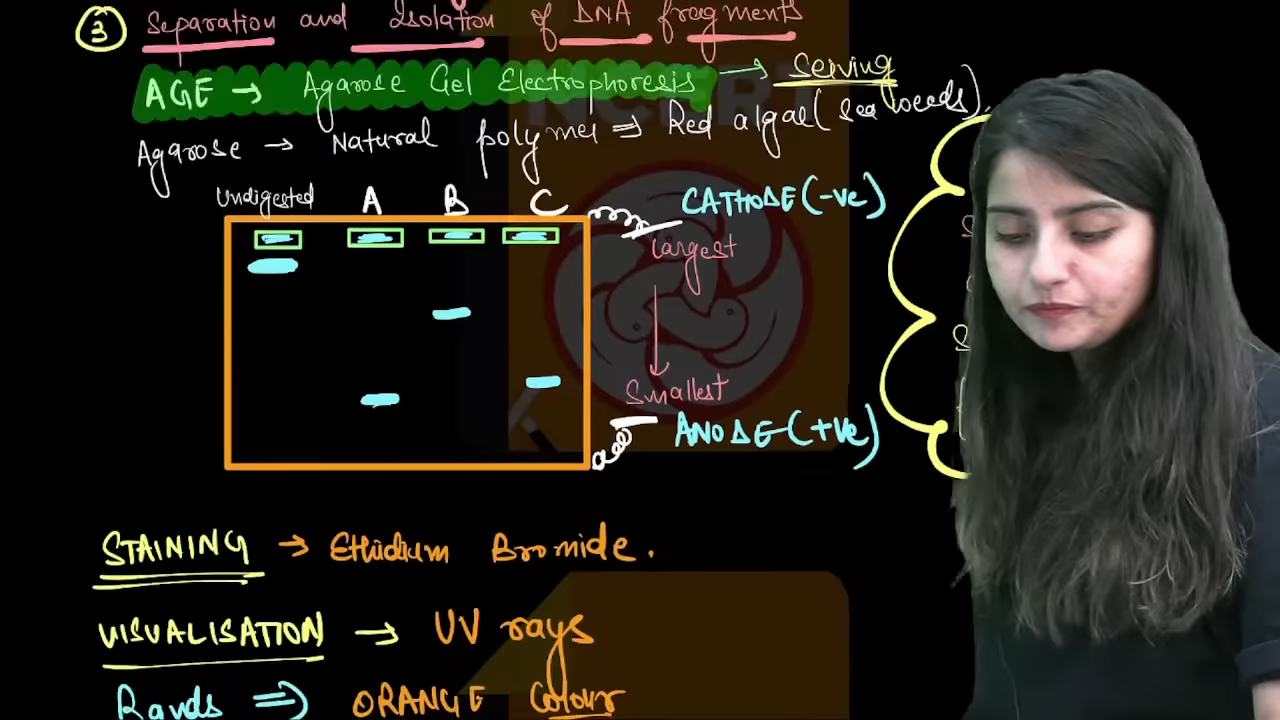 3 Separation and Isolation of DNA fragments
AGE → Agarose Gel Electrophoresis → Serving
Agarose → Natural polymer ⇒ Red algae (Sea weeds).
Undigested A B C
CATHODE (-ve)
Largest
Smallest
ANODE (+ve)
STAINING → Ethidium Bromide.
VISUALISATION → UV rays
Bands ⇒ ORANGE Colour